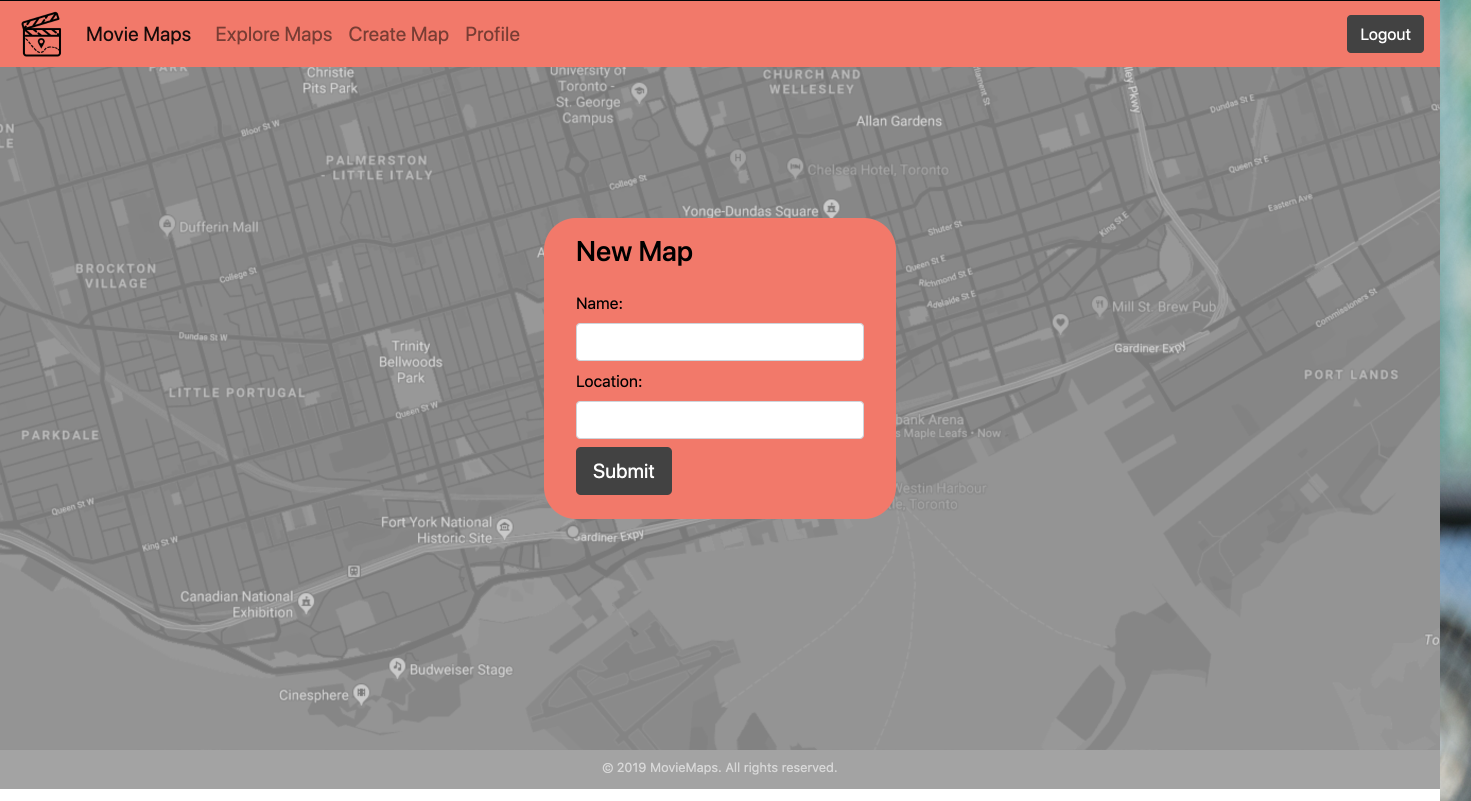 Movie Maps
Explore Maps
Create Map
Profile
Logout
PARK
Christie
Pits Park
University of
Toronto -
St. George
Campus
CHURCH AND
WELLESLEY
Allan Gardens
Dundas St E
Bloor St W
PALMERSTON
- LITTLE ITALY
College St
Chelsea Hotel, Toronto
Queen St E
Yonge-Dundas Square
Eastern Ave
Dufferin Mall
Shuter St
King St E
New Map
BROCKTON
VILLAGE
College St
Queen St E
Richmond St E
Adelaide St E
Name:
Mill St. Brew Pub
Commissioners St
Dundas St W
Trinity
Bellwoods
Park
Gardiner Expy
Location:
PORT LANDS
LITTLE PORTUGAL
Queen St W
PARKDALE
bank Arena
s Maple Leafs • Now
Submit
Westin Harbour
le, Toronto
Queen St W
Fort York National
Historic Site
Gardiner Expy
King St W
Canadian National
Exhibition
To
Budweiser Stage
Cinesphere
© 2019 MovieMaps. All rights reserved.